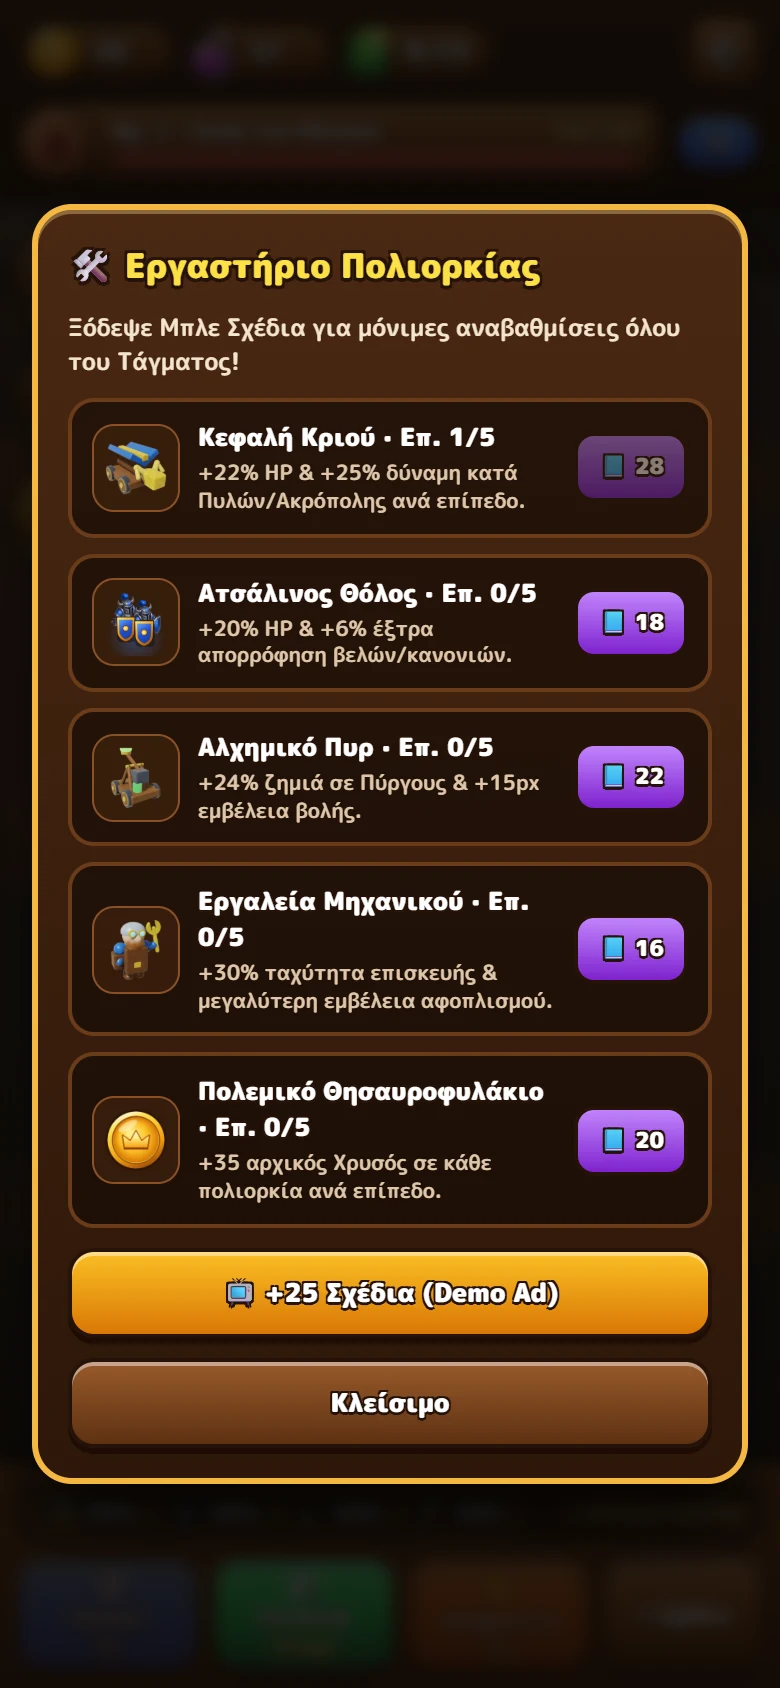 Εργαστήριο Πολιορκίας
Ξόδεψε Μπλε Σχέδια για μόνιμες αναβαθμίσεις όλου
του Τάγματος!
Κεφαλή Κριού · Επ. 1/5
+22% HP & +25% δύναμη κατά
Πυλών/Ακρόπολης ανά επίπεδο.
28
Ατσάλινος Θόλος · Επ. 0/5
+20% HP & +6% έξτρα
απορρόφηση βελών/κανονιών.
18
Αλχημικό Πυρ · Επ. 0/5
+24% ζημιά σε Πύργους & +15px
εμβέλεια βολής.
22
Εργαλεία Μηχανικού · Επ.
0/5
+30% ταχύτητα επισκευής &
μεγαλύτερη εμβέλεια αφοπλισμού.
16
Πολεμικό Θησαυροφυλάκιο
· Επ. 0/5
+35 αρχικός Χρυσός σε κάθε
πολιορκία ανά επίπεδο.
20
+25 Σχέδια (Demo Ad)
Κλείσιμο